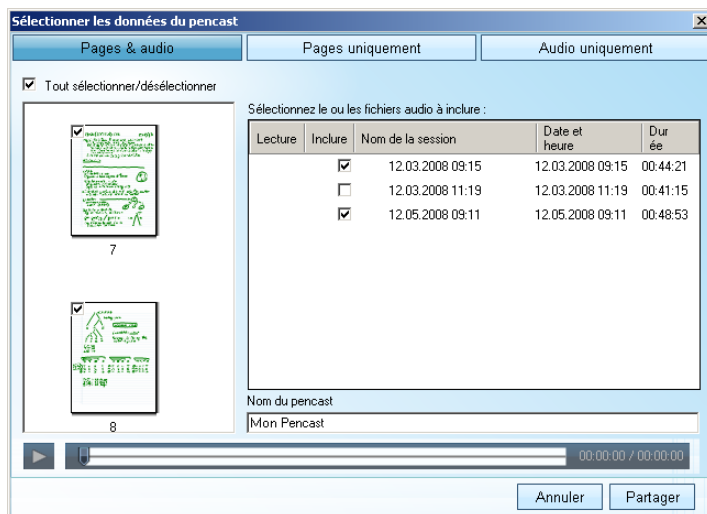 Sélectionner les données du pencast
Pages & audio
Pages uniquement
Audio uniquement
Tout sélectionner/désélectionner
Sélectionnez le ou les fichiers audio à inclure :
Lecture Inclure Nom de la session Date et heure Dur ée
12.03.2008 09:15 12.03.2008 09:15 00:44:21
12.03.2008 11:19 12.03.2008 11:19 00:41:15
12.05.2008 09:11 12.05.2008 09:11 00:48:53
7
8
Nom du pencast
Mon Pencast
00:00:00 / 00:00:00
Annuler
Partager